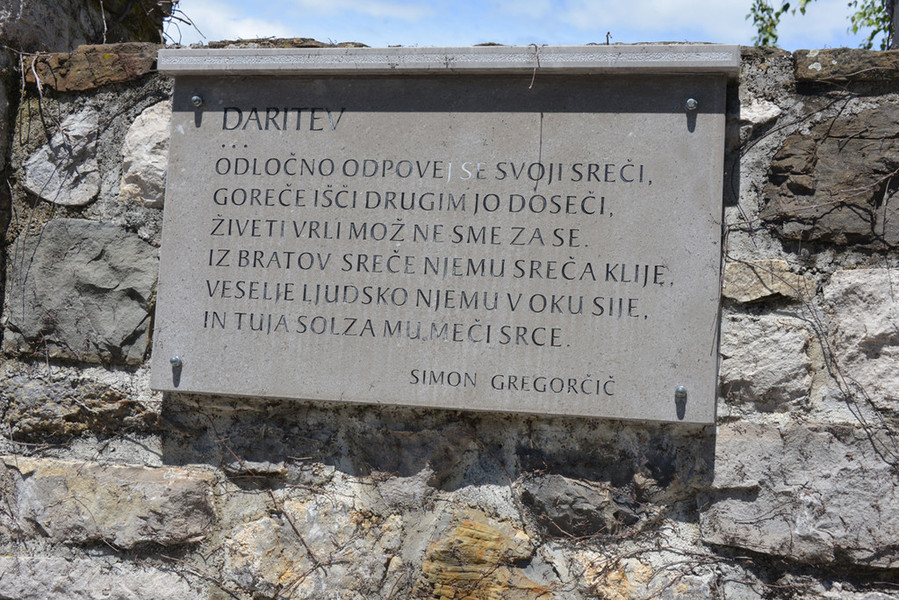 DARITEV
...
ODLOČNO ODPOVEJ SE SVOJI SREČI,
GOREČE IŠČI DRUGIM JO DOSEČI,
ŽIVETI VRLI MOŽ NE SME ZA SE.
IZ BRATOV SREČE NJEMU SREČA KLIJE,
VESELJE LJUDSKO NJEMU V OKU SIJE,
IN TUJA SOLZA MU MEČI SRCE.
SIMON GREGORČIČ